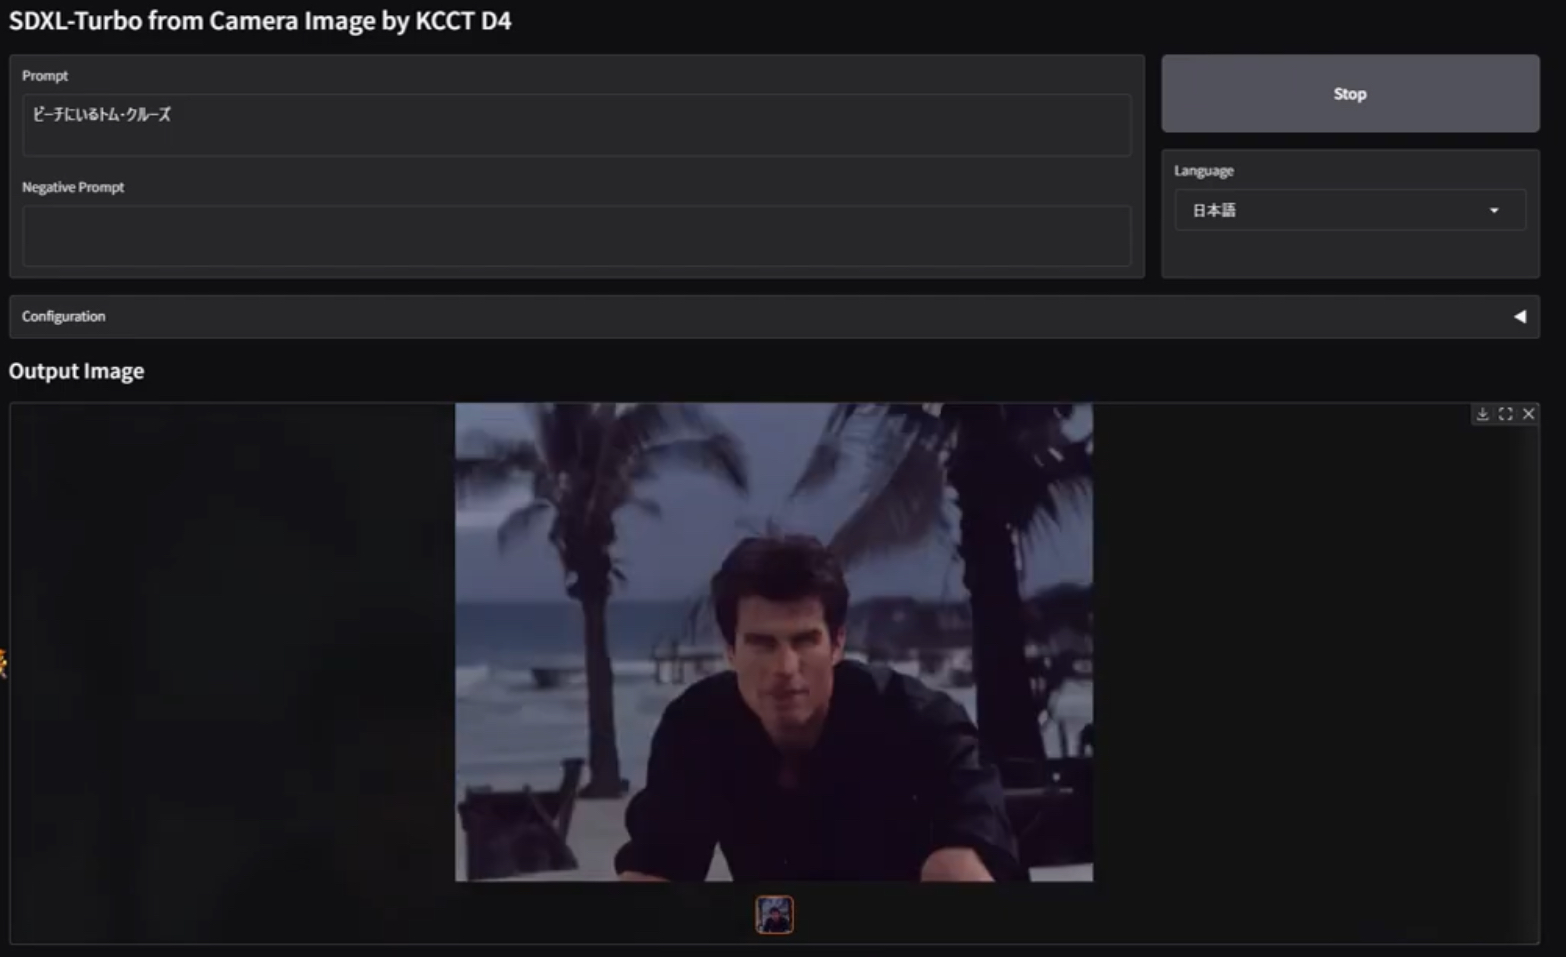 SDXL-Turbo from Camera Image by KCCT D4
Prompt
ビーチにいるトム・クルーズ
Stop
Negative Prompt
Language
日本語
Configuration
Output Image